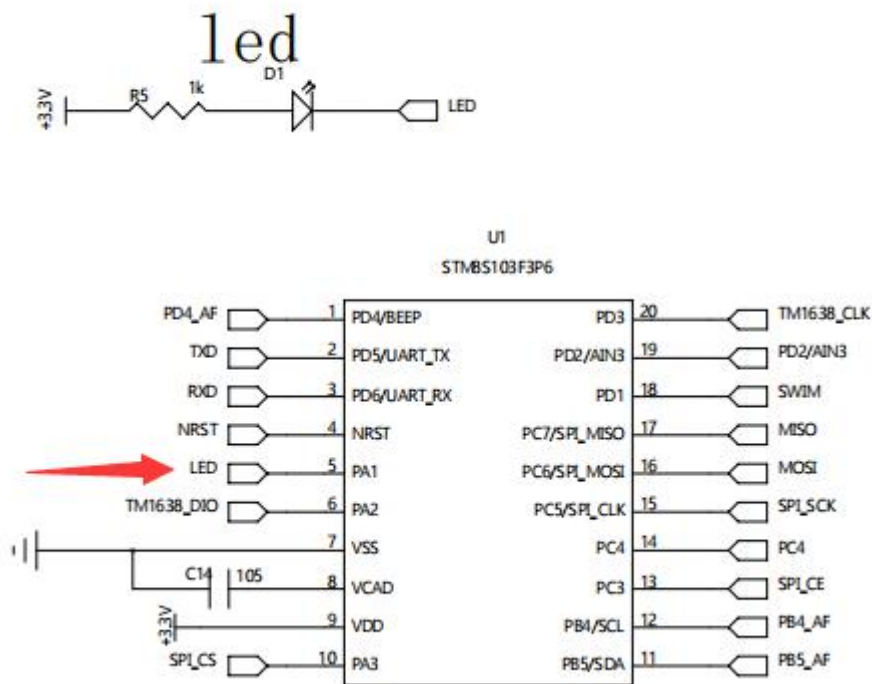 led
D1
R5 1k
+3.3V
LED
U1
STM8S103F3P6
PD4_AF 1 PD4/BEEP PD3 20 TM1638_CLK
TXD 2 PD5/UART_TX PD2/AIN3 19 PD2/AIN3
RXD 3 PD6/UART_RX PD1 18 SWIM
NRST 4 NRST PC7/SPI_MISO 17 MISO
LED 5 PA1 PC6/SPI_MOSI 16 MOSI
TM1638_DIO 6 PA2 PC5/SPI_CLK 15 SPI_SCK
7 VSS PC4 14 PC4
C14 105 8 VCAD PC3 13 SPI_CE
+3.3V 9 VDD PB4/SCL 12 PB4_AF
SPI_CS 10 PA3 PB5/SDA 11 PB5_AF